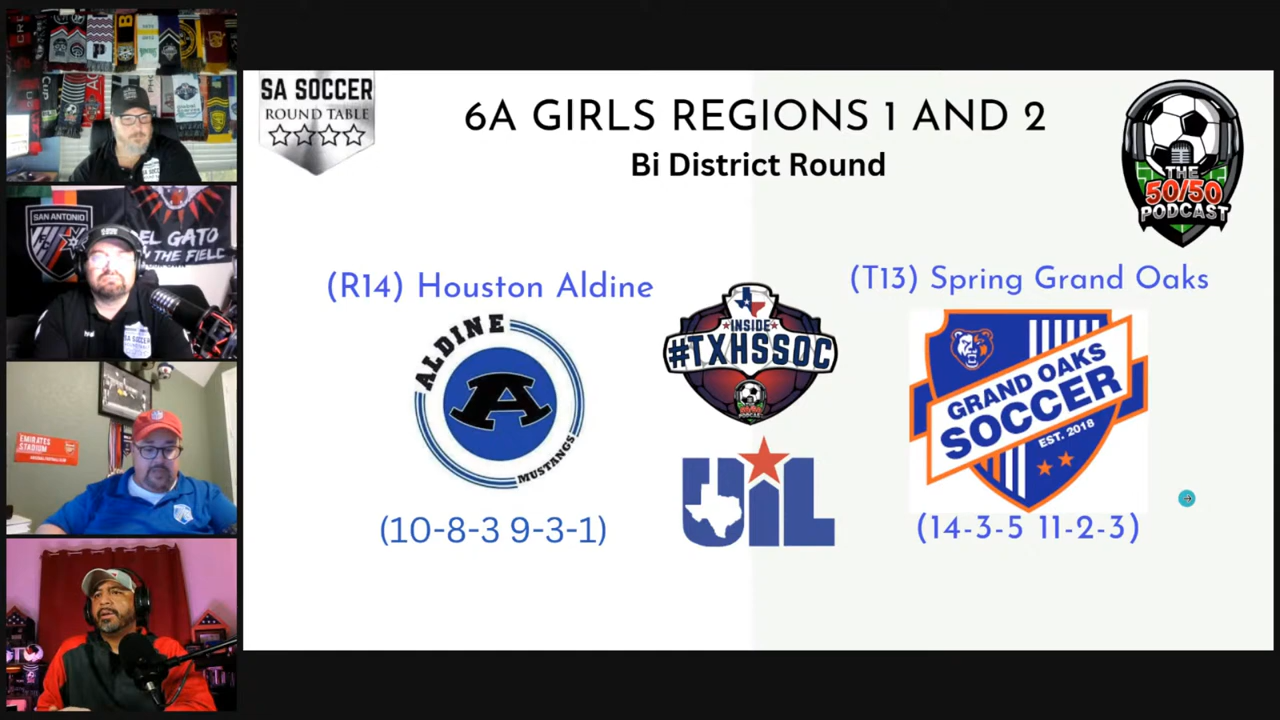 SA SOCCER
ROUND TABLE
6A GIRLS REGIONS 1 AND 2
Bi District Round
THE
50/50
PODCAST
(R14) Houston Aldine
(T13) Spring Grand Oaks
ALDINE
A
MUSTANGS
INSIDE
#TXHSSOC
GRAND OAKS
SOCCER
EST. 2018
UIL
(10-8-3 9-3-1)
(14-3-5 11-2-3)
SAN ANTONIO
EL GATO
THE FIELD
EMIRATES
STADIUM